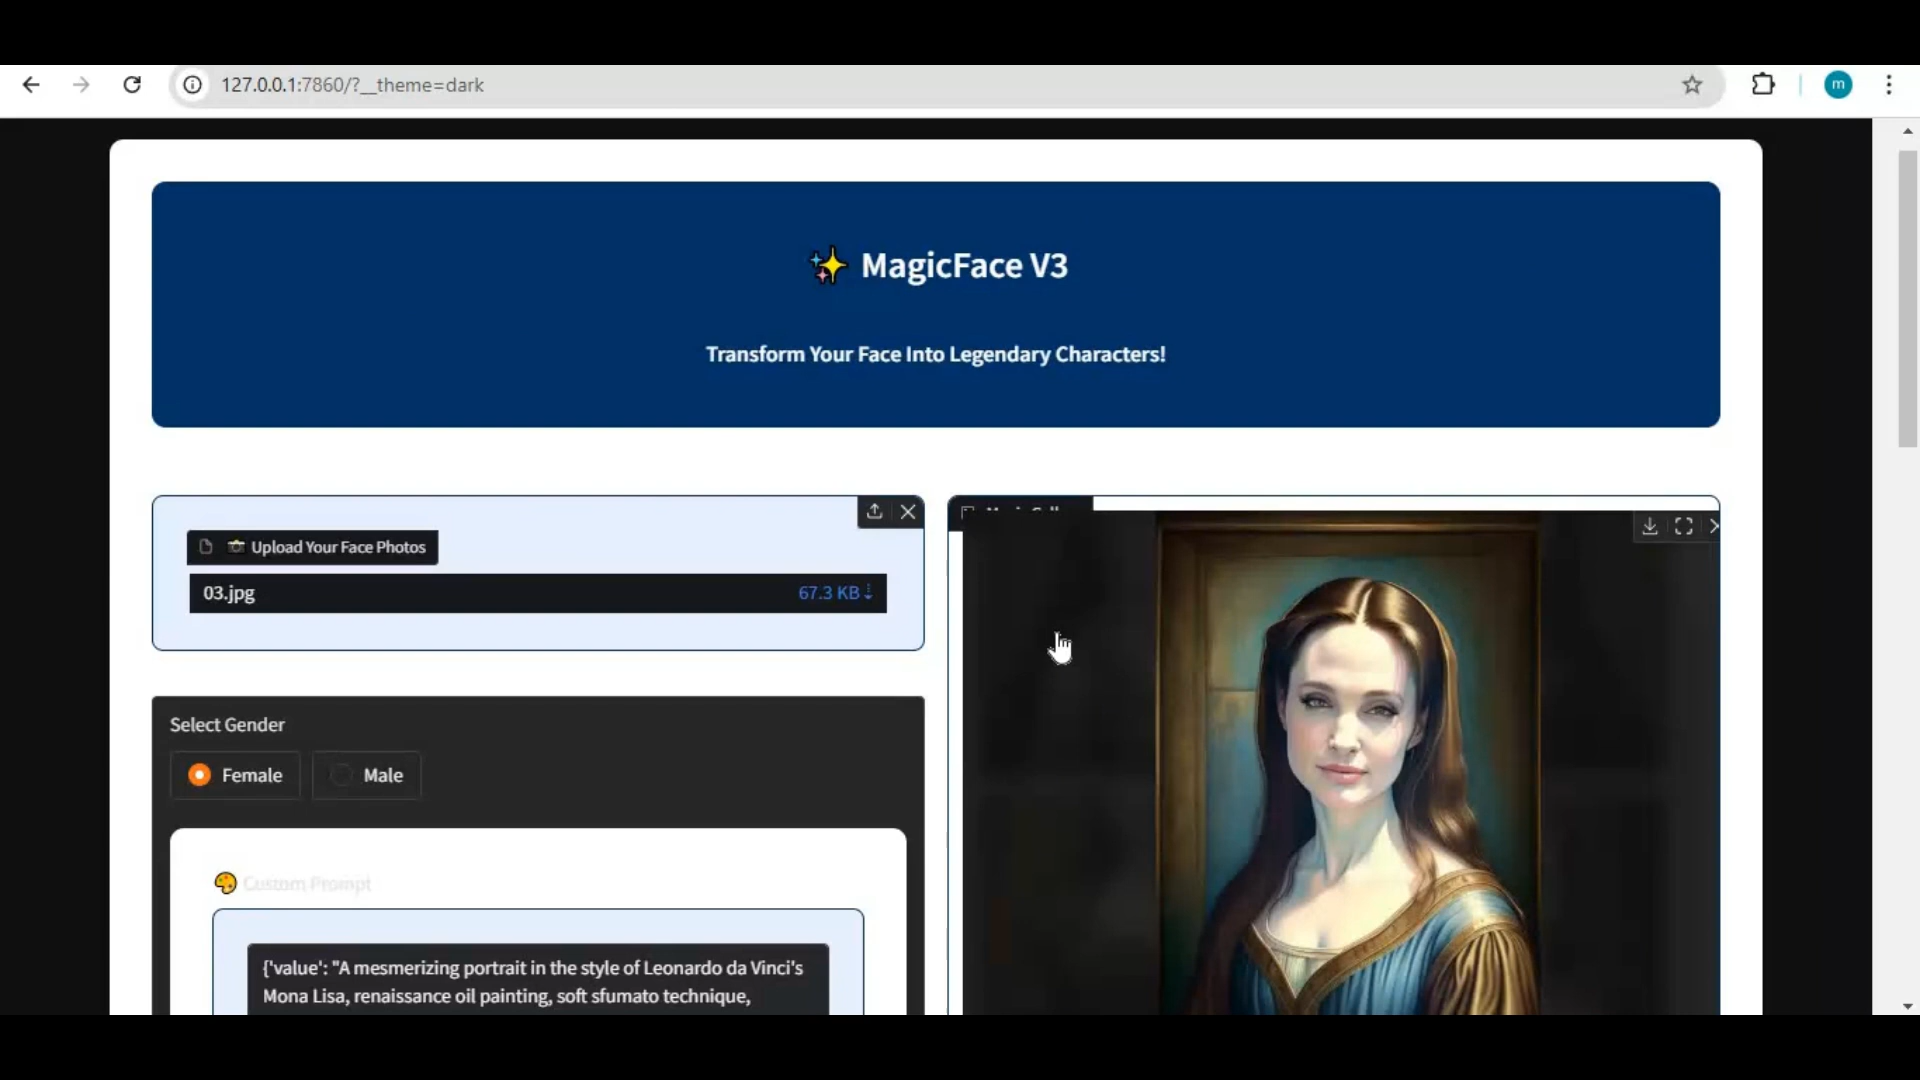 127.0.0.1:7860/?__theme=dark
m
✨ MagicFace V3
Transform Your Face Into Legendary Characters!
Upload Your Face Photos
03.jpg
67.3 KB ↓
Select Gender
Female
Male
Custom Prompt
{'value': "A mesmerizing portrait in the style of Leonardo da Vinci's
Mona Lisa, renaissance oil painting, soft sfumato technique,